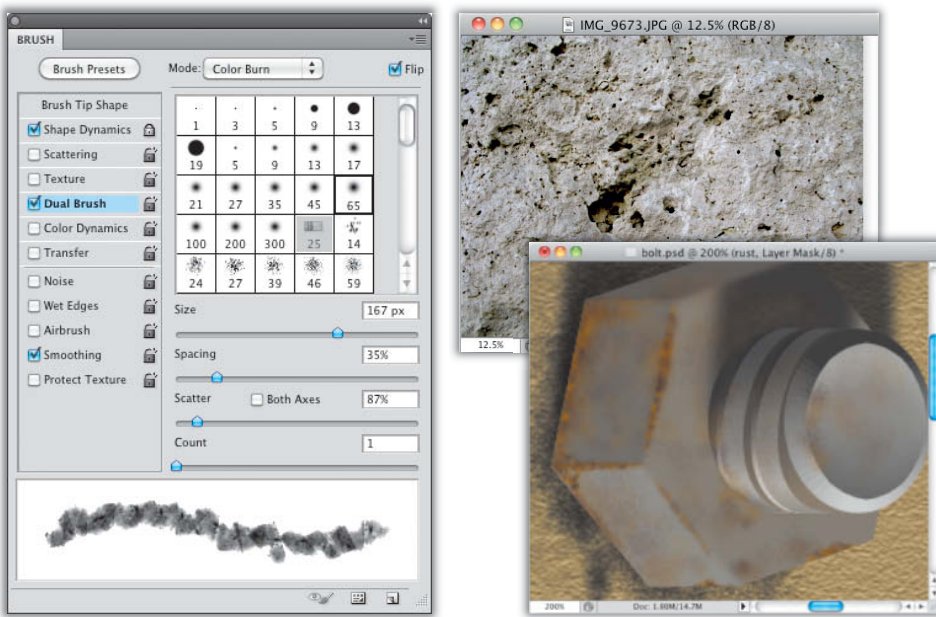 BRUSH
Brush Presets
Mode: Color Burn
Flip
Brush Tip Shape
Shape Dynamics
Scattering
Texture
Dual Brush
Color Dynamics
Transfer
Noise
Wet Edges
Airbrush
Smoothing
Protect Texture
1 3 5 9 13
19 5 9 13 17
21 27 35 45 65
100 200 300 25 14
24 27 39 46 59
Size 167 px
Spacing 35%
Scatter Both Axes 87%
Count 1
IMG_9673.JPG @ 12.5% (RGB/8)
12.5%
bolt.psd @ 200% (rust, Layer Mask/8) *
200% Doc: 1.80M/14.7M